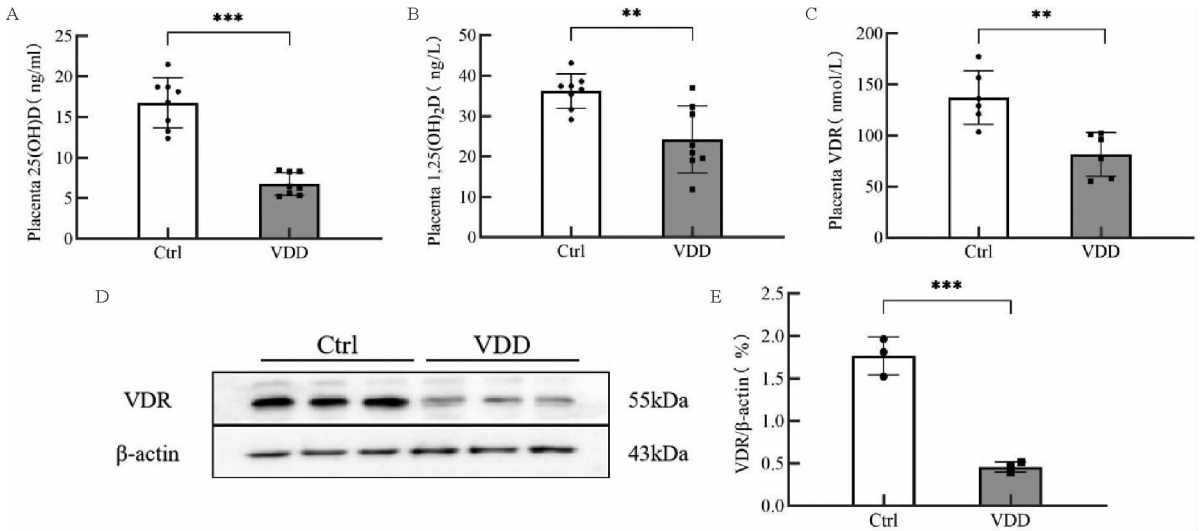 A
***
Placenta 25(OH)D ( ng/ml)
25
20
15
10
5
0
Ctrl
VDD
B
**
Placenta 1,25(OH)₂D ( ng/L)
50
40
30
20
10
0
Ctrl
VDD
C
**
Placenta VDR ( nmol/L)
200
150
100
50
0
Ctrl
VDD
D
Ctrl VDD
VDR 55kDa
β-actin 43kDa
E
***
VDR/β-actin ( %)
2.5
2.0
1.5
1.0
0.5
0.0
Ctrl
VDD